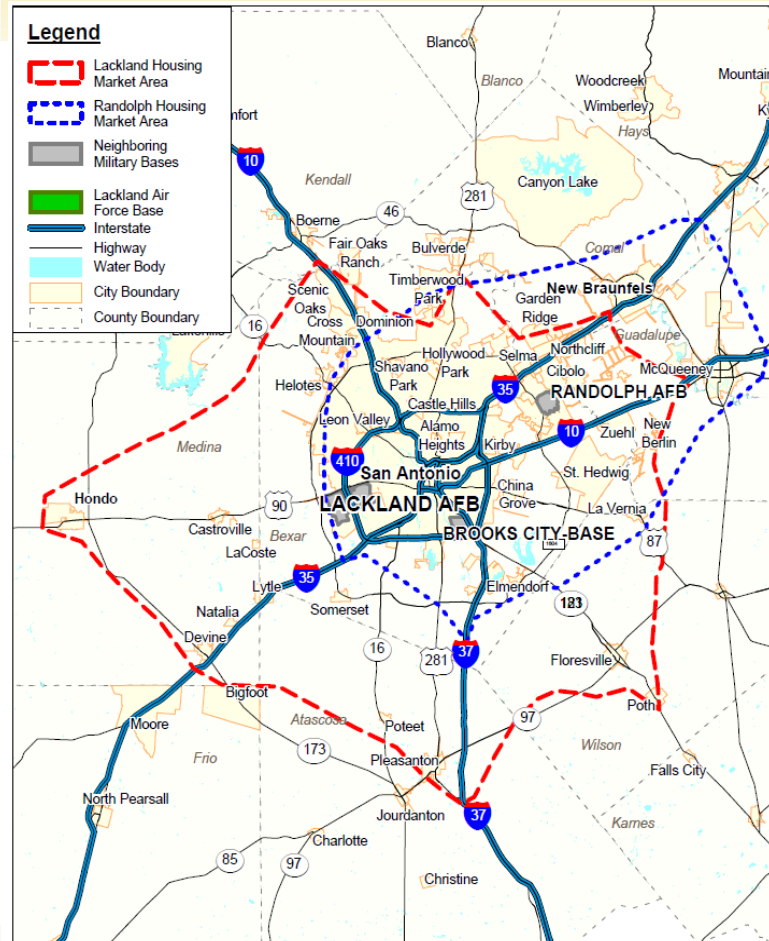 Legend
Lackland Housing
Market Area
Randolph Housing
Market Area
Neighboring
Military Bases
Lackland Air
Force Base
Interstate
Highway
Water Body
City Boundary
County Boundary
Blanco
Blanco
Woodcreek
Wimberley
Mountain
Hays
mfort
10
Kendall
Canyon Lake
281
46
Boerne
Fair Oaks
Ranch
Bulverde
Comal
Scenic
Oaks
Timberwood
Park
New Braunfels
Garden
Ridge
16
Cross
Mountain
Dominion
Guadalupe
Hollywood
Park
Selma
Northcliff
Cibolo
McQueeney
Shavano
Park
Helotes
35
RANDOLPH AFB
Castle Hills
Leon Valley
Alamo
Heights
Kirby
10
Zuehl
New
Berlin
Medina
410
San Antonio
St. Hedwig
Hondo
90
LACKLAND AFB
China
Grove
La Vernia
Castroville
Bexar
BROOKS CITY-BASE
1604
87
LaCoste
35
Lytle
Elmendorf
Somerset
123
181
Natalia
Devine
16
281
37
Floresville
Bigfoot
Poth
Moore
Atascosa
Poteet
97
Frio
173
Pleasanton
Wilson
Falls City
North Pearsall
Jourdanton
37
Karnes
Charlotte
85
97
Christine